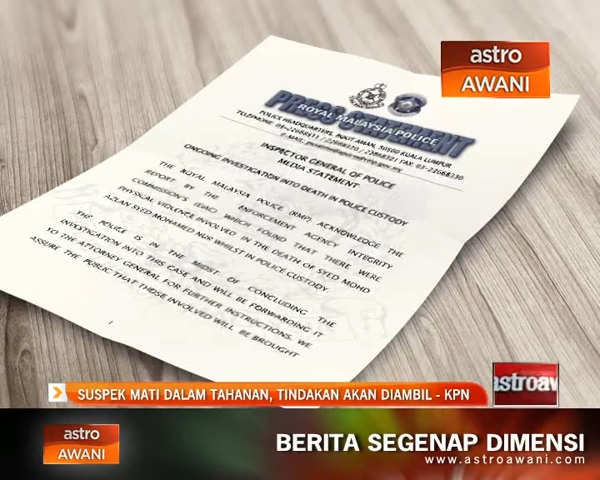 astro
AWANI
PRESS STATEMENT
ROYAL MALAYSIA POLICE
POLICE HEADQUARTERS, BUKIT AMAN, 50560 KUALA LUMPUR
INSPECTOR GENERAL OF POLICE
MEDIA STATEMENT
ONGOING INVESTIGATION INTO DEATH IN POLICE CUSTODY
THE ROYAL MALAYSIA POLICE (RMP) ACKNOWLEDGE THE
REPORT BY THE ENFORCEMENT AGENCY INTEGRITY
COMMISSION'S (EAIC) WHICH FOUND THAT THERE WERE
PHYSICAL VIOLENCE INVOLVED IN THE DEATH OF SYED MOHD
AZLAN SYED MOHAMED NUR WHILST IN POLICE CUSTODY.
THE POLICE IS IN THE MIDST OF CONCLUDING THE
INVESTIGATION INTO THIS CASE AND WILL BE FORWARDING IT
TO THE ATTORNEY GENERAL FOR FURTHER INSTRUCTIONS. WE
ASSURE THE PUBLIC THAT THOSE INVOLVED WILL BE BROUGHT
SUSPEK MATI DALAM TAHANAN, TINDAKAN AKAN DIAMBIL - KPN
astroaw
astro
AWANI
BERITA SEGENAP DIMENSI
www.astroawani.com